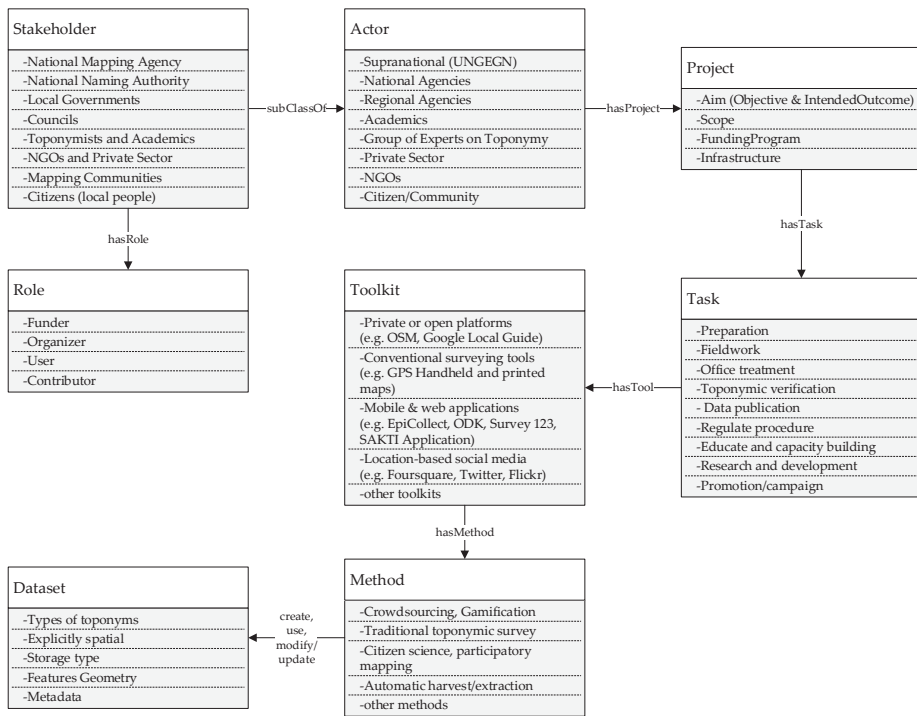 Stakeholder
-National Mapping Agency
-National Naming Authority
-Local Governments
-Councils
-Toponymists and Academics
-NGOs and Private Sector
-Mapping Communities
-Citizens (local people)
subClassOf
Actor
-Supranational (UNGEGN)
-National Agencies
-Regional Agencies
-Academics
-Group of Experts on Toponymy
-Private Sector
-NGOs
-Citizen/Community
hasProject
Project
-Aim (Objective & IntendedOutcome)
-Scope
-FundingProgram
-Infrastructure
hasRole
hasTask
Role
-Funder
-Organizer
-User
-Contributor
Toolkit
-Private or open platforms
(e.g. OSM, Google Local Guide)
-Conventional surveying tools
(e.g. GPS Handheld and printed
maps)
-Mobile & web applications
(e.g. EpiCollect, ODK, Survey 123,
SAKTI Application)
-Location-based social media
(e.g. Foursquare, Twitter, Flickr)
-other toolkits
hasTool
Task
-Preparation
-Fieldwork
-Office treatment
-Toponymic verification
- Data publication
-Regulate procedure
-Educate and capacity building
-Research and development
-Promotion/campaign
hasMethod
Dataset
-Types of toponyms
-Explicitly spatial
-Storage type
-Features Geometry
-Metadata
create,
use,
modify/
update
Method
-Crowdsourcing, Gamification
-Traditional toponymic survey
-Citizen science, participatory
mapping
-Automatic harvest/extraction
-other methods